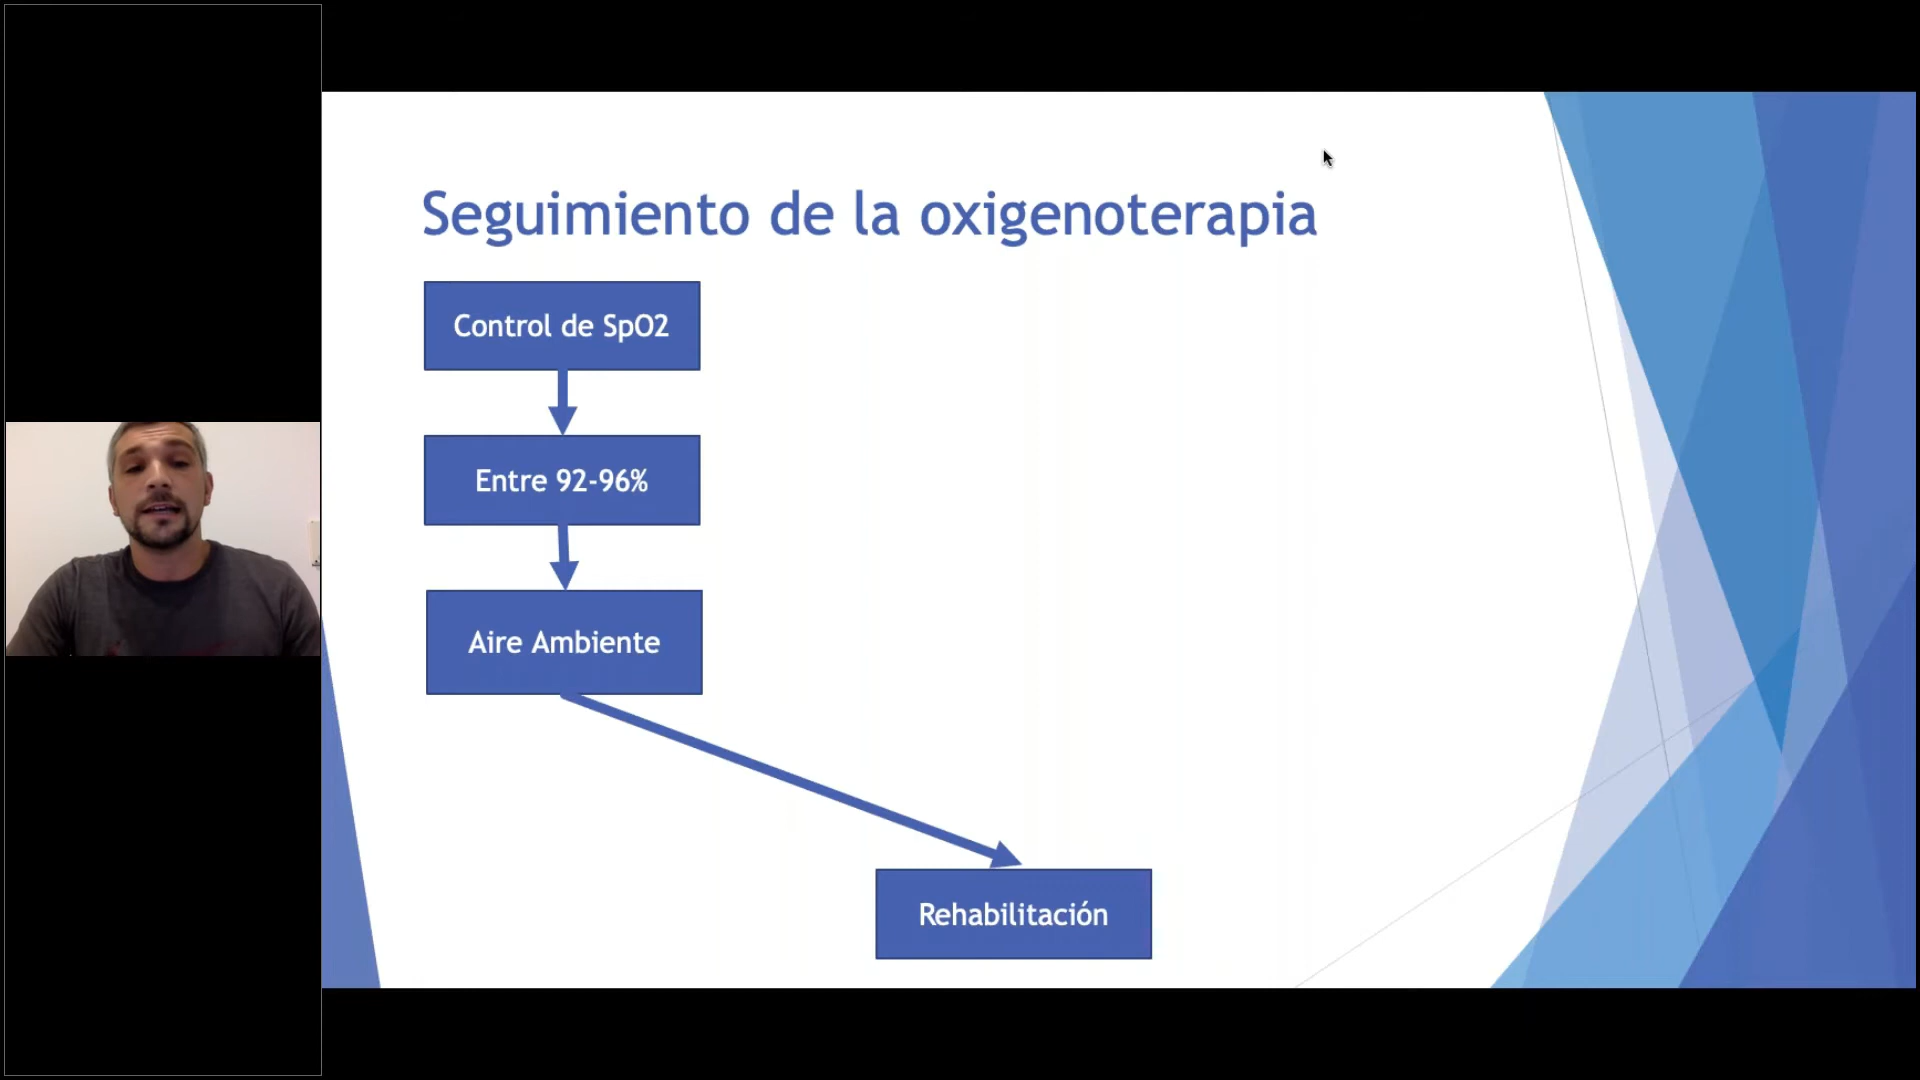 Seguimiento de la oxigenoterapia
Control de SpO2
Entre 92-96%
Aire Ambiente
Rehabilitación